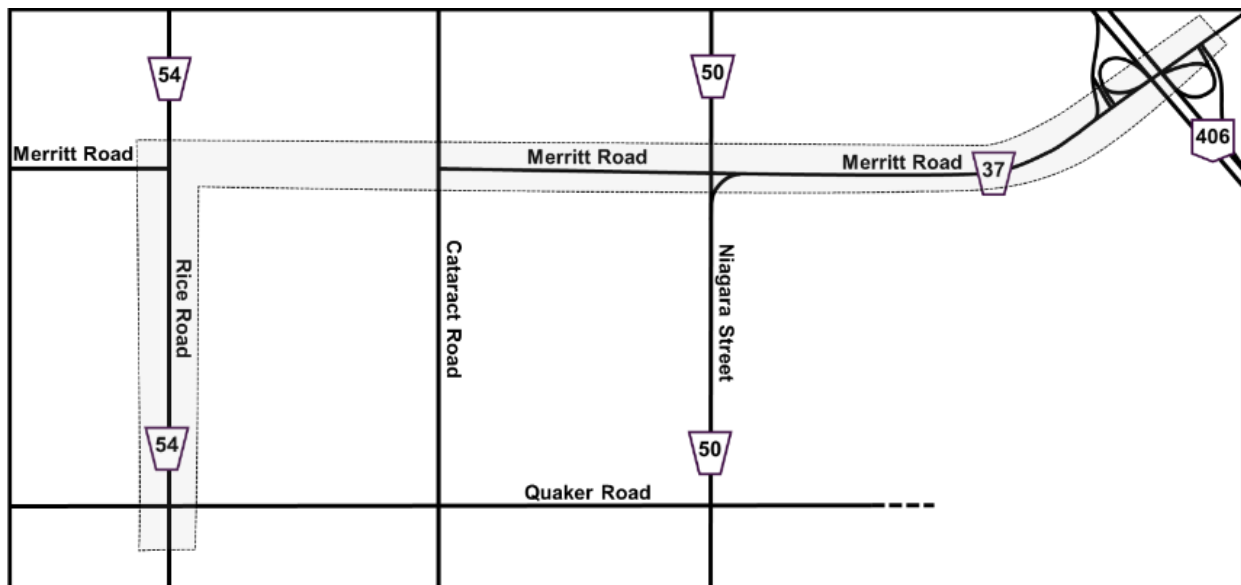 54
50
406
Merritt Road
Merritt Road
Merritt Road
37
Rice Road
Cataract Road
Niagara Street
54
50
Quaker Road